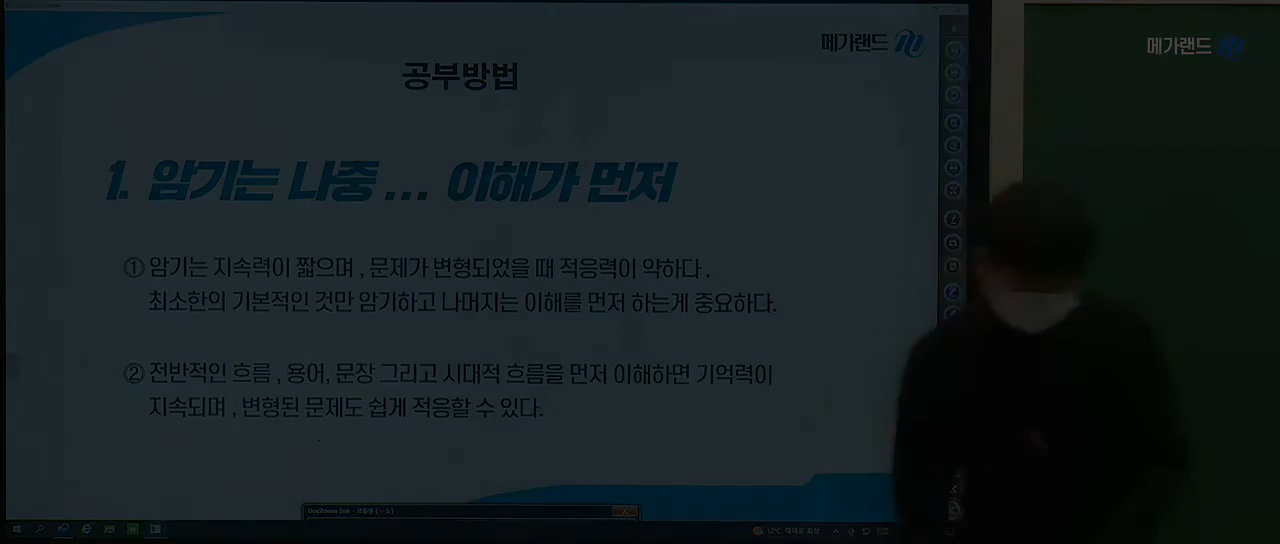 메가랜드
메가랜드
공부방법
1. 암기는 나중 ... 이해가 먼저
① 암기는 지속력이 짧으며 , 문제가 변형되었을 때 적응력이 약하다 .
최소한의 기본적인 것만 암기하고 나머지는 이해를 먼저 하는게 중요하다.
② 전반적인 흐름 , 용어, 문장 그리고 시대적 흐름을 먼저 이해하면 기억력이
지속되며 , 변형된 문제도 쉽게 적응할 수 있다.
12°C 대체로 흐림